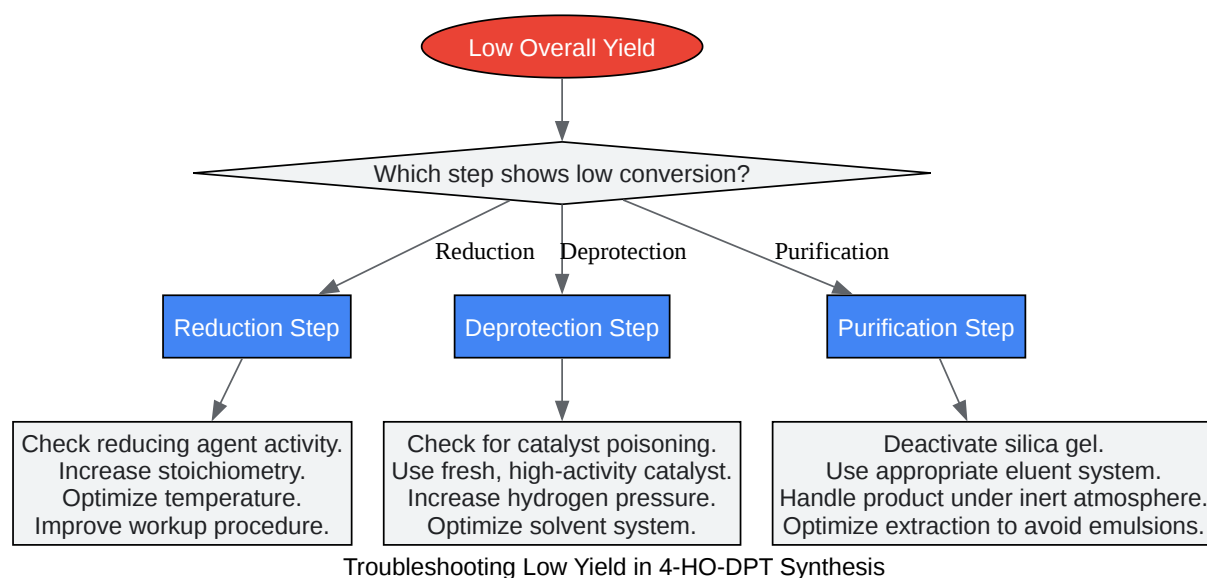 Low Overall Yield
Which step shows low conversion?
Reduction
Deprotection
Purification
Reduction Step
Deprotection Step
Purification Step
Check reducing agent activity.
Increase stoichiometry.
Optimize temperature.
Improve workup procedure.
Check for catalyst poisoning.
Use fresh, high-activity catalyst.
Increase hydrogen pressure.
Optimize solvent system.
Deactivate silica gel.
Use appropriate eluent system.
Handle product under inert atmosphere.
Optimize extraction to avoid emulsions.
Troubleshooting Low Yield in 4-HO-DPT Synthesis